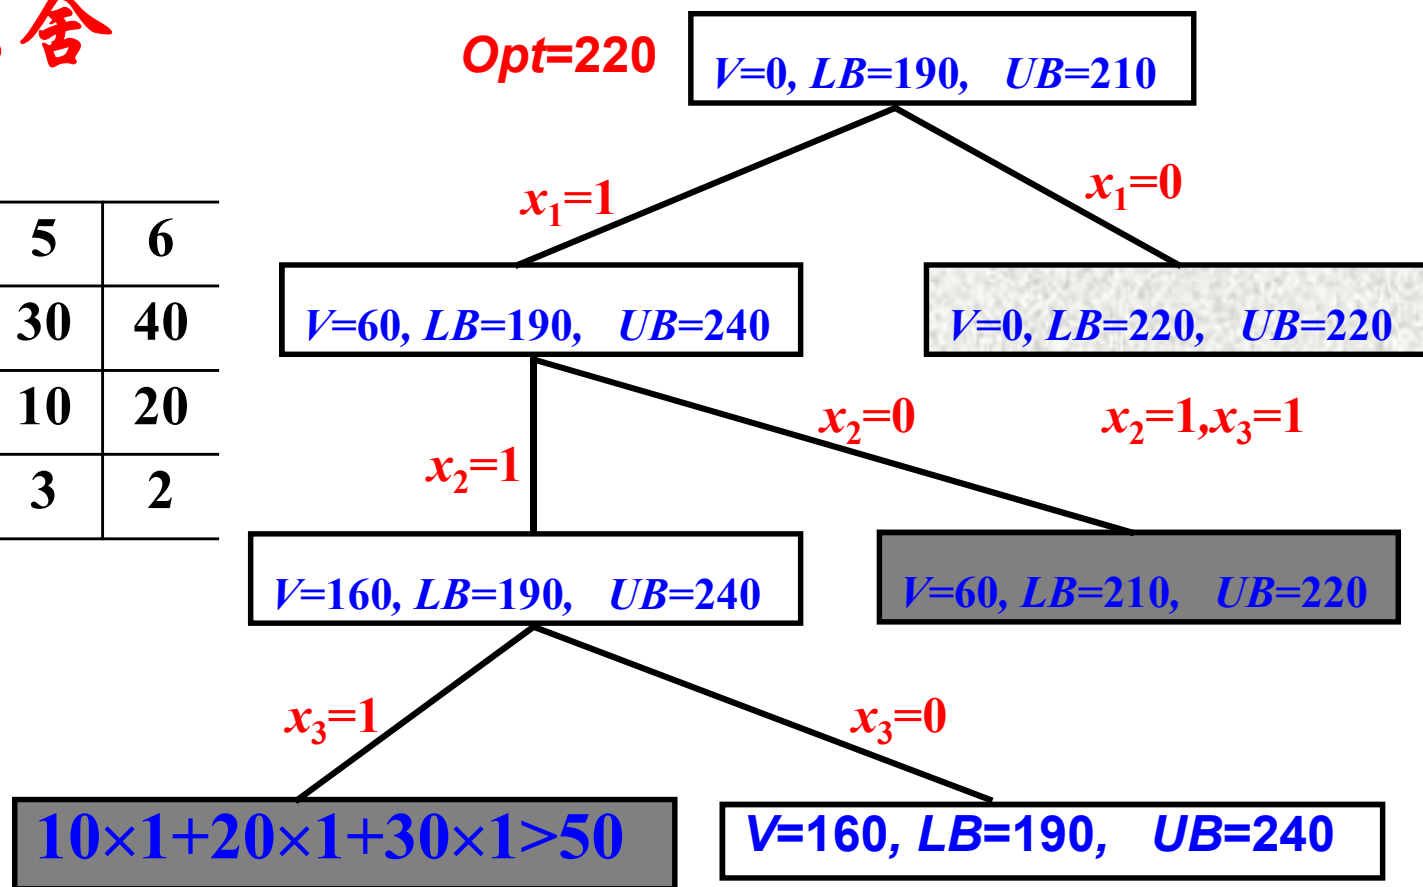 舍
Opt=220
V=0, LB=190, UB=210
x₁=1
x₁=0
5 6
30 40
10 20
3 2
V=60, LB=190, UB=240
V=0, LB=220, UB=220
x₂=1
x₂=0
x₂=1,x₃=1
V=160, LB=190, UB=240
V=60, LB=210, UB=220
x₃=1
x₃=0
10×1+20×1+30×1>50
V=160, LB=190, UB=240